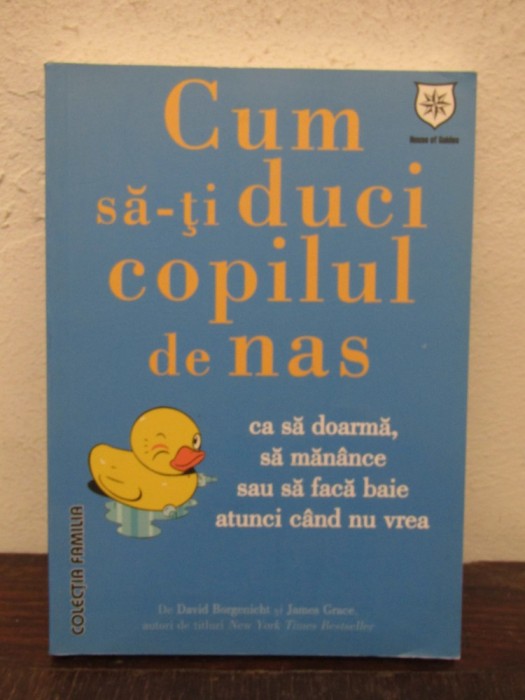 House of Guides
Cum
să-ţi duci
copilul
de nas
ca să doarmă,
să mănânce
sau să facă baie
atunci când nu vrea
COLECŢIA FAMILIA
De David Borgenicht şi James Grace,
autori de titluri New York Times Bestseller